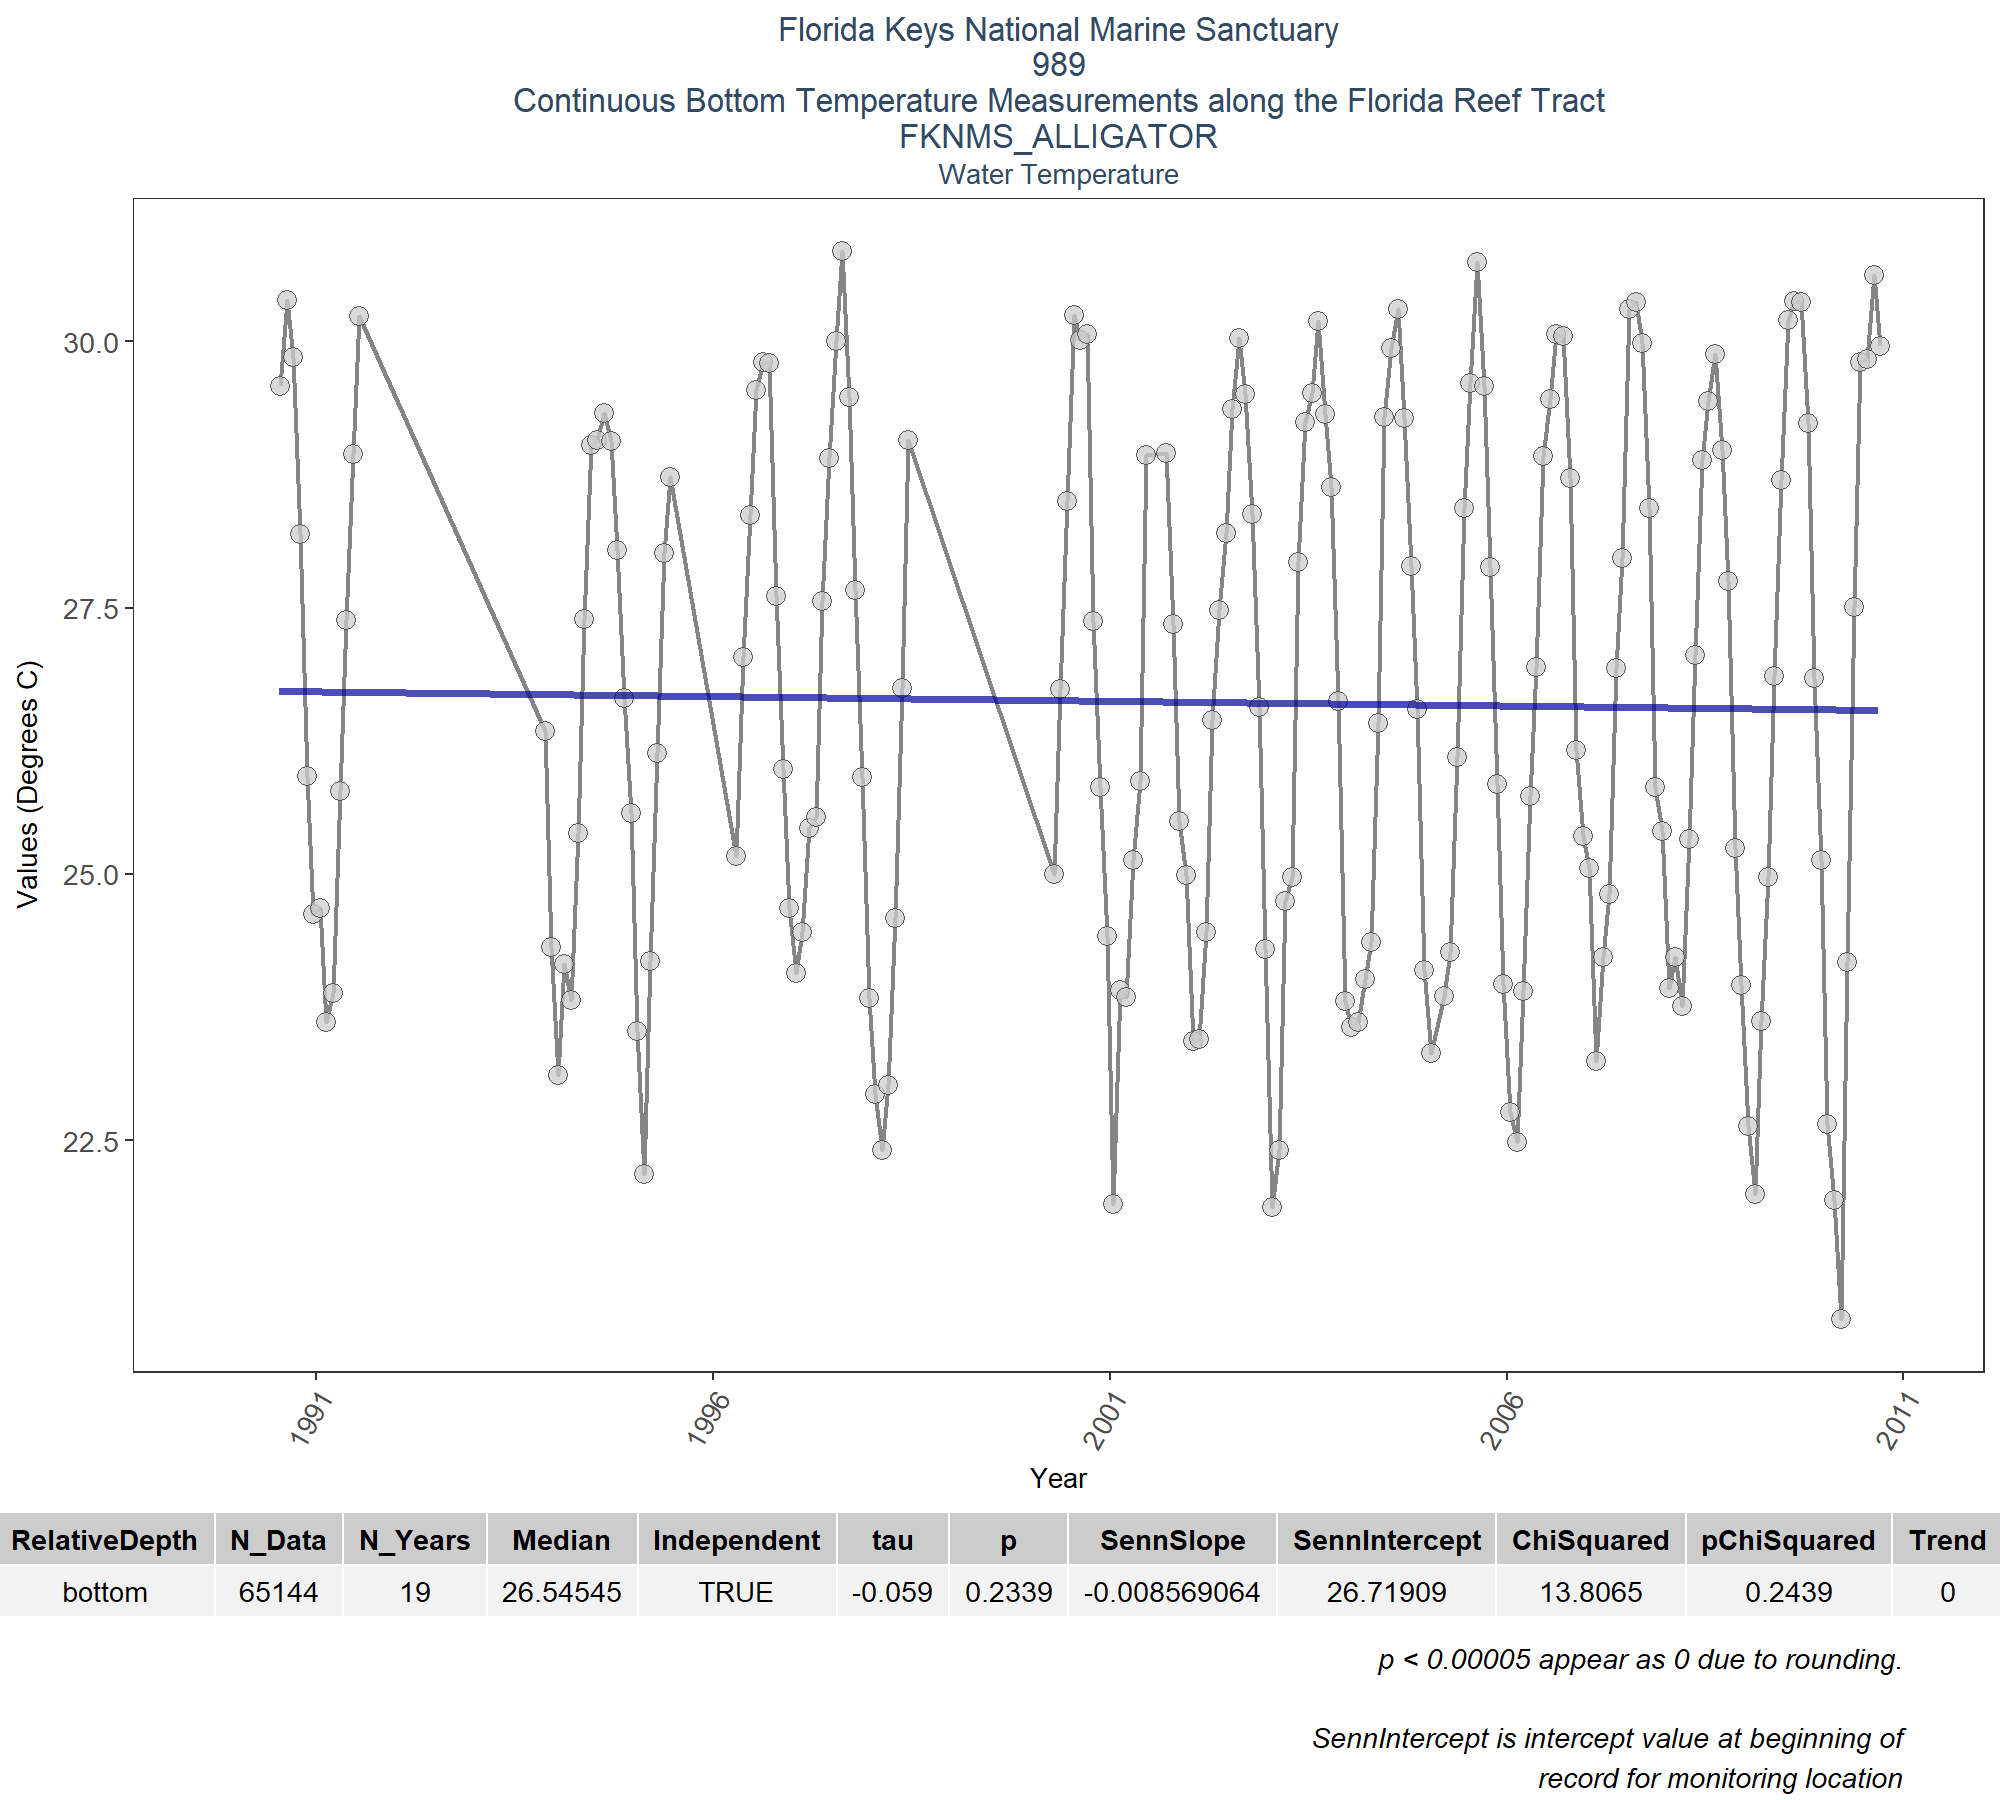 Florida Keys National Marine Sanctuary
989
Continuous Bottom Temperature Measurements along the Florida Reef Tract
FKNMS_ALLIGATOR
Water Temperature
Values (Degrees C)
30.0
27.5
25.0
22.5
1991
1996
2001
2006
2011
Year
RelativeDepth N_Data N_Years Median Independent tau p SennSlope SennIntercept ChiSquared pChiSquared Trend
bottom 65144 19 26.54545 TRUE -0.059 0.2339 -0.008569064 26.71909 13.8065 0.2439 0
p < 0.00005 appear as 0 due to rounding.
SennIntercept is intercept value at beginning of
record for monitoring location